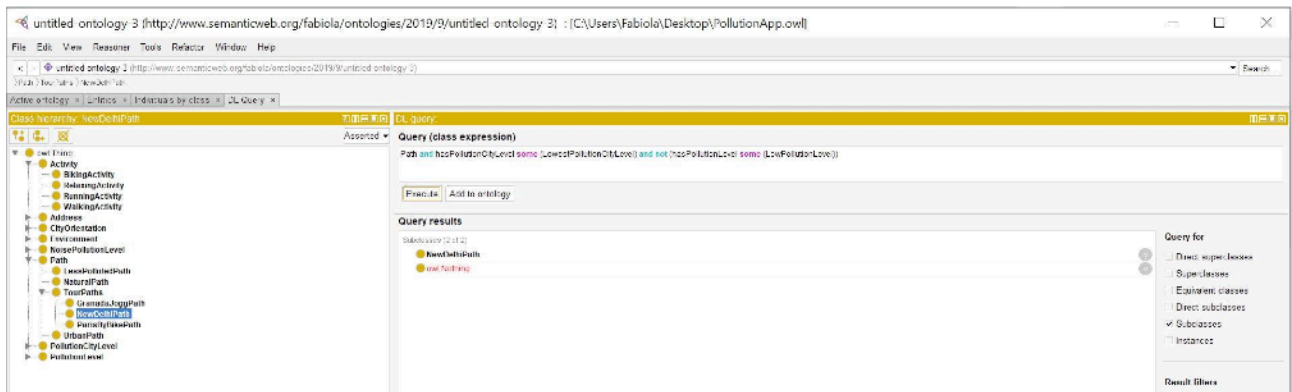 untitled-ontology-3 (http://www.semanticweb.org/fabiola/ontologies/2019/9/untitled-ontology-3) : [C:\Users\Fabiola\Desktop\PollutionApp.owl]
File Edit View Reasoner Tools Refactor Window Help
untitled-ontology-3 (http://www.semanticweb.org/fabiola/ontologies/2019/9/untitled-ontology-3)
Search...
Path TourPaths NewDelhiPath
Active ontology × Entities × Individuals by class × DL Query ×
Class hierarchy: NewDelhiPath
DL query:
Asserted
Query (class expression)
owl:Thing
Path and hasPollutionCityLevel some (LowestPollutionCityLevel) and not (hasPollutionLevel some (LowPollutionLevel))
Activity
BikingActivity
RelaxingActivity
RunningActivity
WalkingActivity
Execute Add to ontology
Address
CityOrientation
Query results
Environment
NoisePollutionLevel
Subclasses (2 of 2)
Query for
Path
NewDelhiPath
Direct superclasses
LessPollutedPath
owl:Nothing
Superclasses
NaturalPath
TourPaths
Equivalent classes
GranadaJoggPath
Direct subclasses
NewDelhiPath
Subclasses
UrbanPath
Instances
PollutionCityLevel
PollutionLevel
Result filters